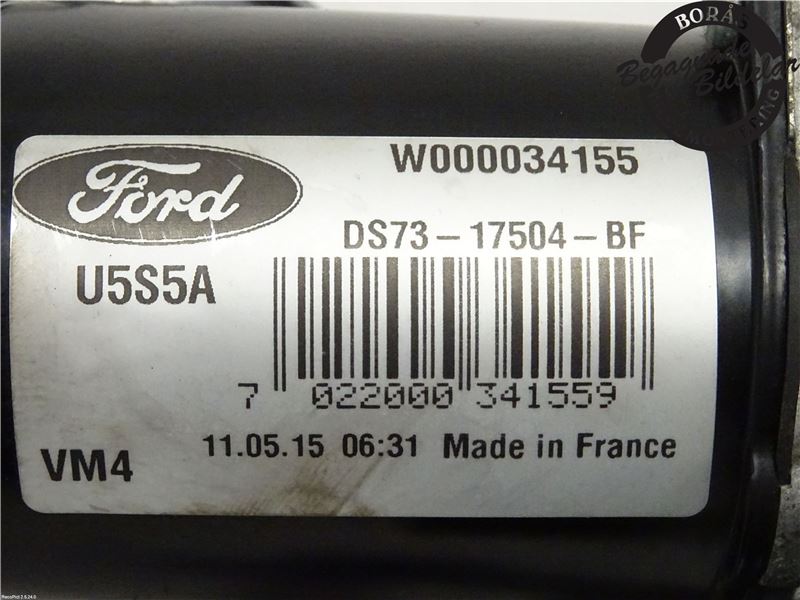 BORÅS
Begagnade
Bildelar
RING
Ford
W000034155
DS73-17504-BF
U5S5A
7 022000 341559
VM4
11.05.15 06:31 Made in France